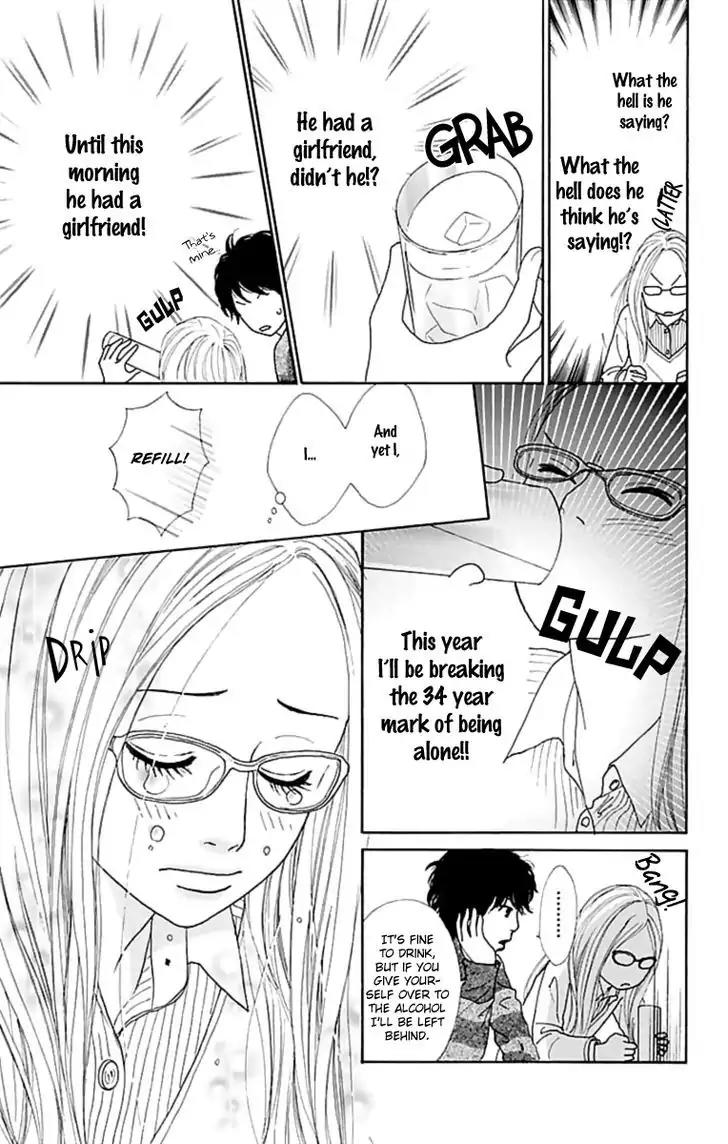 What the
hell is he
saying?
What the
hell does he
think he's
saying!?
CLATTER
He had a
girlfriend,
didn't he!?
GRAB
Until this
morning
he had a
girlfriend!
That's
mine...
GULP
GULP
This year
I'll be breaking
the 34 year
mark of being
alone!!
And
yet I,
I...
REFILL!
DRIP
Bang!
.........
IT'S FINE
TO DRINK,
BUT IF YOU
GIVE YOUR-
SELF OVER TO
THE ALCOHOL
I'LL BE LEFT
BEHIND.